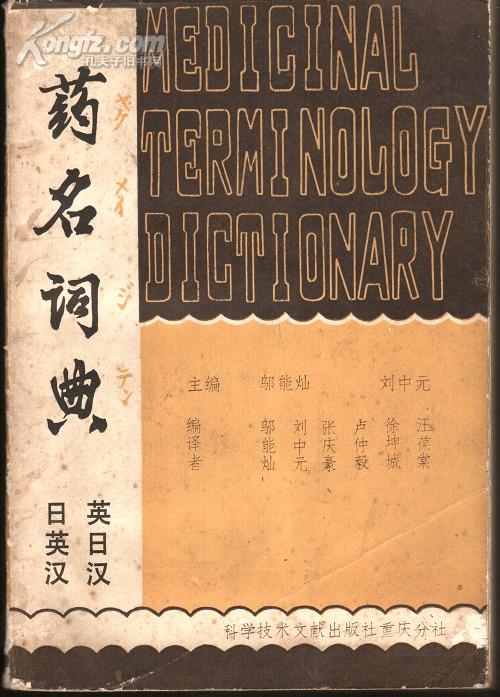 Kongfz.com
孔夫子旧书网
MEDICINAL
TERMINOLOGY
DICTIONARY
药名词典
ヤク メイ ジ テン
主编 邬能灿 刘中元
编译者 邬能灿 刘中元 张庆豪 卢仲毅 徐坤城 汪葆棠
英日汉
日英汉
科学技术文献出版社重庆分社